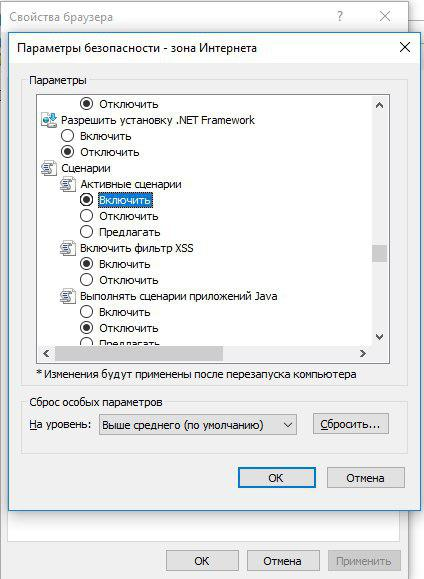 Свойства браузера
Параметры безопасности - зона Интернета
Параметры
Отключить
Разрешить установку .NET Framework
Включить
Отключить
Сценарии
Активные сценарии
Включить
Отключить
Предлагать
Включить фильтр XSS
Включить
Отключить
Выполнять сценарии приложений Java
Включить
Отключить
Предлагать
*Изменения будут применены после перезапуска компьютера
Сброс особых параметров
На уровень: Выше среднего (по умолчанию) Сбросить...
ОК Отмена
ОК Отмена Применить